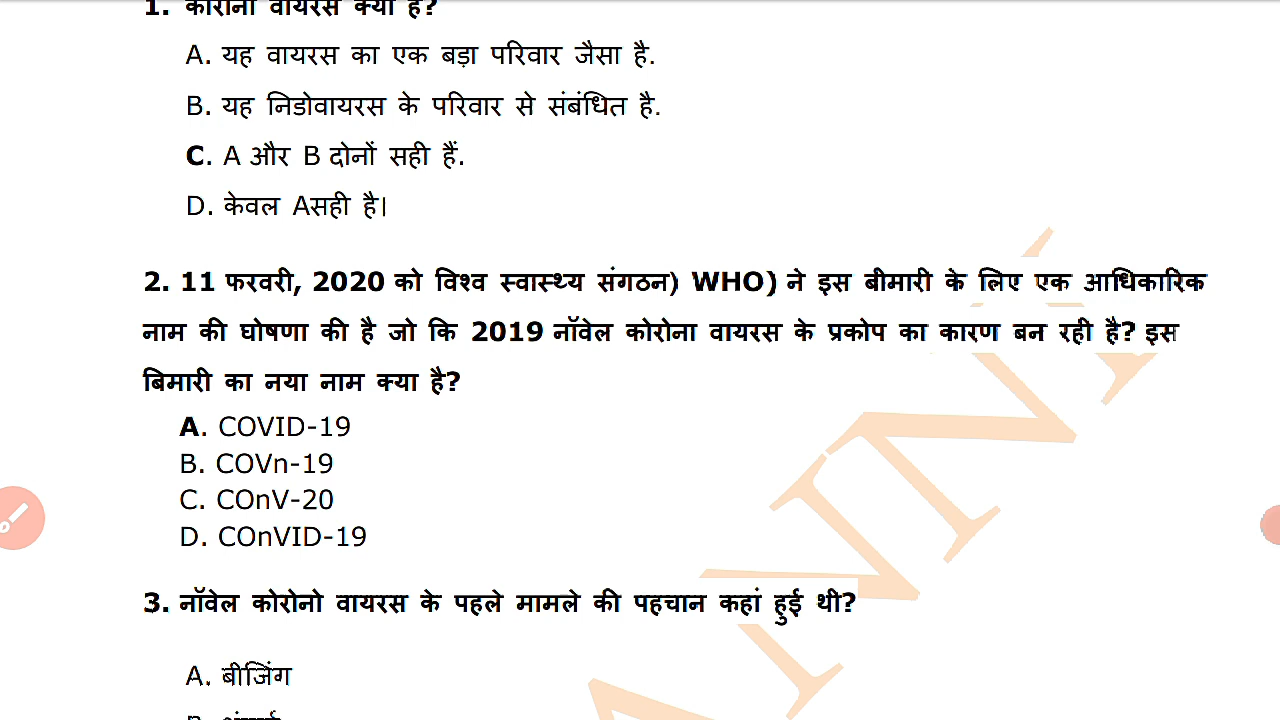 1. कोरोना वायरस क्या है?
A. यह वायरस का एक बड़ा परिवार जैसा है.
B. यह निडोवायरस के परिवार से संबंधित है.
C. A और B दोनों सही हैं.
D. केवल Aसही है।
2. 11 फरवरी, 2020 को विश्व स्वास्थ्य संगठन) WHO) ने इस बीमारी के लिए एक आधिकारिक
नाम की घोषणा की है जो कि 2019 नॉवेल कोरोना वायरस के प्रकोप का कारण बन रही है? इस
बिमारी का नया नाम क्या है?
A. COVID-19
B. COVn-19
C. COnV-20
D. COnVID-19
3. नॉवेल कोरोनो वायरस के पहले मामले की पहचान कहां हुई थी?
A. बीजिंग